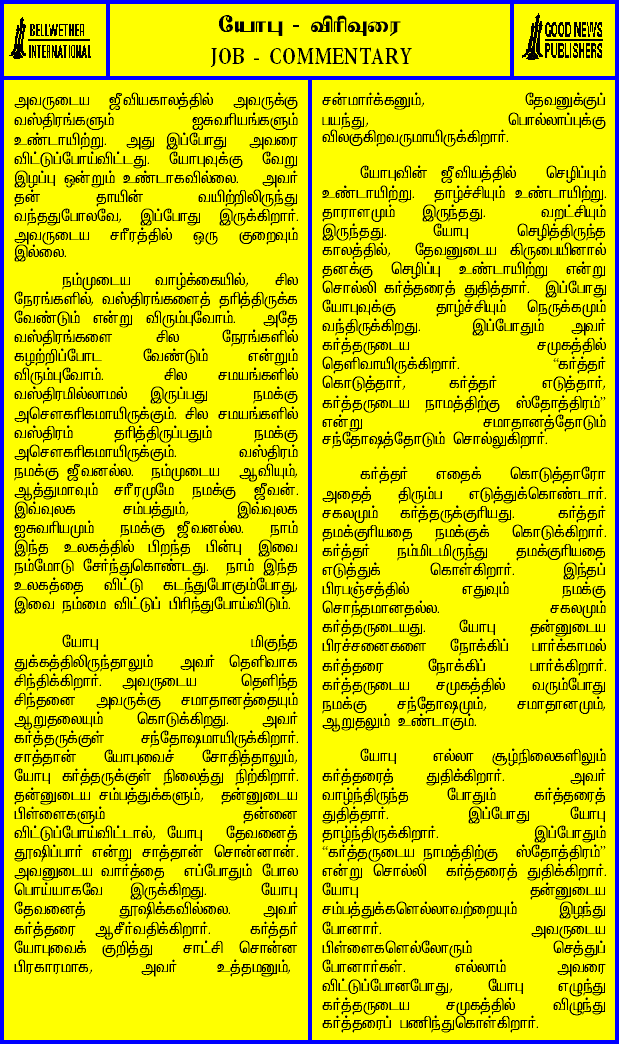 BELLWETHER
INTERNATIONAL
யோபு - விரிவுரை
JOB - COMMENTARY
GOOD NEWS
PUBLISHERS
அவருடைய ஜீவியகாலத்தில் அவருக்கு
வஸ்திரங்களும் ஐசுவரியங்களும்
உண்டாயிற்று. அது இப்போது அவரை
விட்டுப்போய்விட்டது. யோபுவுக்கு வேறு
இழப்பு ஒன்றும் உண்டாகவில்லை. அவர்
தன் தாயின் வயிற்றிலிருந்து
வந்ததுபோலவே, இப்போது இருக்கிறார்.
அவருடைய சரீரத்தில் ஒரு குறைவும்
இல்லை.
நம்முடைய வாழ்க்கையில், சில
நேரங்களில், வஸ்திரங்களைத் தரித்திருக்க
வேண்டும் என்று விரும்புவோம். அதே
வஸ்திரங்களை சில நேரங்களில்
கழற்றிப்போட வேண்டும் என்றும்
விரும்புவோம். சில சமயங்களில்
வஸ்திரமில்லாமல் இருப்பது நமக்கு
அசௌகரிகமாயிருக்கும். சில சமயங்களில்
வஸ்திரம் தரித்திருப்பதும் நமக்கு
அசௌகரிகமாயிருக்கும். வஸ்திரம்
நமக்கு ஜீவனல்ல. நம்முடைய ஆவியும்,
ஆத்துமாவும் சரீரமுமே நமக்கு ஜீவன்.
இவ்வுலக சம்பத்தும், இவ்வுலக
ஐசுவரியமும் நமக்கு ஜீவனல்ல. நாம்
இந்த உலகத்தில் பிறந்த பின்பு இவை
நம்மோடு சேர்ந்துகொண்டது. நாம் இந்த
உலகத்தை விட்டு கடந்துபோகும்போது,
இவை நம்மை விட்டுப் பிரிந்துபோய்விடும்.
யோபு மிகுந்த
துக்கத்திலிருந்தாலும் அவர் தெளிவாக
சிந்திக்கிறார். அவருடைய தெளிந்த
சிந்தனை அவருக்கு சமாதானத்தையும்
ஆறுதலையும் கொடுக்கிறது. அவர்
கர்த்தருக்குள் சந்தோஷமாயிருக்கிறார்.
சாத்தான் யோபுவைச் சோதித்தாலும்,
யோபு கர்த்தருக்குள் நிலைத்து நிற்கிறார்.
தன்னுடைய சம்பத்துக்களும், தன்னுடைய
பிள்ளைகளும் தன்னை
விட்டுப்போய்விட்டால், யோபு தேவனைத்
தூஷிப்பார் என்று சாத்தான் சொன்னான்.
அவனுடைய வார்த்தை எப்போதும் போல
பொய்யாகவே இருக்கிறது. யோபு
தேவனைத் தூஷிக்கவில்லை. அவர்
கர்த்தரை ஆசீர்வதிக்கிறார். கர்த்தர்
யோபுவைக் குறித்து சாட்சி சொன்ன
பிரகாரமாக, அவர் உத்தமனும்,
சன்மார்க்கனும், தேவனுக்குப்
பயந்து, பொல்லாப்புக்கு
விலகுகிறவருமாயிருக்கிறார்.
யோபுவின் ஜீவியத்தில் செழிப்பும்
உண்டாயிற்று. தாழ்ச்சியும் உண்டாயிற்று.
தாராளமும் இருந்தது. வறட்சியும்
இருந்தது. யோபு செழித்திருந்த
காலத்தில், தேவனுடைய கிருபையினால்
தனக்கு செழிப்பு உண்டாயிற்று என்று
சொல்லி கர்த்தரைத் துதித்தார். இப்போது
யோபுவுக்கு தாழ்ச்சியும் நெருக்கமும்
வந்திருக்கிறது. இப்போதும் அவர்
கர்த்தருடைய சமுகத்தில்
தெளிவாயிருக்கிறார். “கர்த்தர்
கொடுத்தார், கர்த்தர் எடுத்தார்,
கர்த்தருடைய நாமத்திற்கு ஸ்தோத்திரம்”
என்று சமாதானத்தோடும்
சந்தோஷத்தோடும் சொல்லுகிறார்.
கர்த்தர் எதைக் கொடுத்தாரோ
அதைத் திரும்ப எடுத்துக்கொண்டார்.
சகலமும் கர்த்தருக்குரியது. கர்த்தர்
தமக்குரியதை நமக்குக் கொடுக்கிறார்.
கர்த்தர் நம்மிடமிருந்து தமக்குரியதை
எடுத்துக் கொள்கிறார். இந்தப்
பிரபஞ்சத்தில் எதுவும் நமக்கு
சொந்தமானதல்ல. சகலமும்
கர்த்தருடையது. யோபு தன்னுடைய
பிரச்சனைகளை நோக்கிப் பார்க்காமல்
கர்த்தரை நோக்கிப் பார்க்கிறார்.
கர்த்தருடைய சமுகத்தில் வரும்போது
நமக்கு சந்தோஷமும், சமாதானமும்,
ஆறுதலும் உண்டாகும்.
யோபு எல்லா சூழ்நிலைகளிலும்
கர்த்தரைத் துதிக்கிறார். அவர்
வாழ்ந்திருந்த போதும் கர்த்தரைத்
துதித்தார். இப்போது யோபு
தாழ்ந்திருக்கிறார். இப்போதும்
“கர்த்தருடைய நாமத்திற்கு ஸ்தோத்திரம்”
என்று சொல்லி கர்த்தரைத் துதிக்கிறார்.
யோபு தன்னுடைய
சம்பத்துக்களெல்லாவற்றையும் இழந்து
போனார். அவருடைய
பிள்ளைகளெல்லோரும் செத்துப்
போனார்கள். எல்லாம் அவரை
விட்டுப்போனபோது, யோபு எழுந்து
கர்த்தருடைய சமுகத்தில் விழுந்து
கர்த்தரைப் பணிந்துகொள்கிறார்.